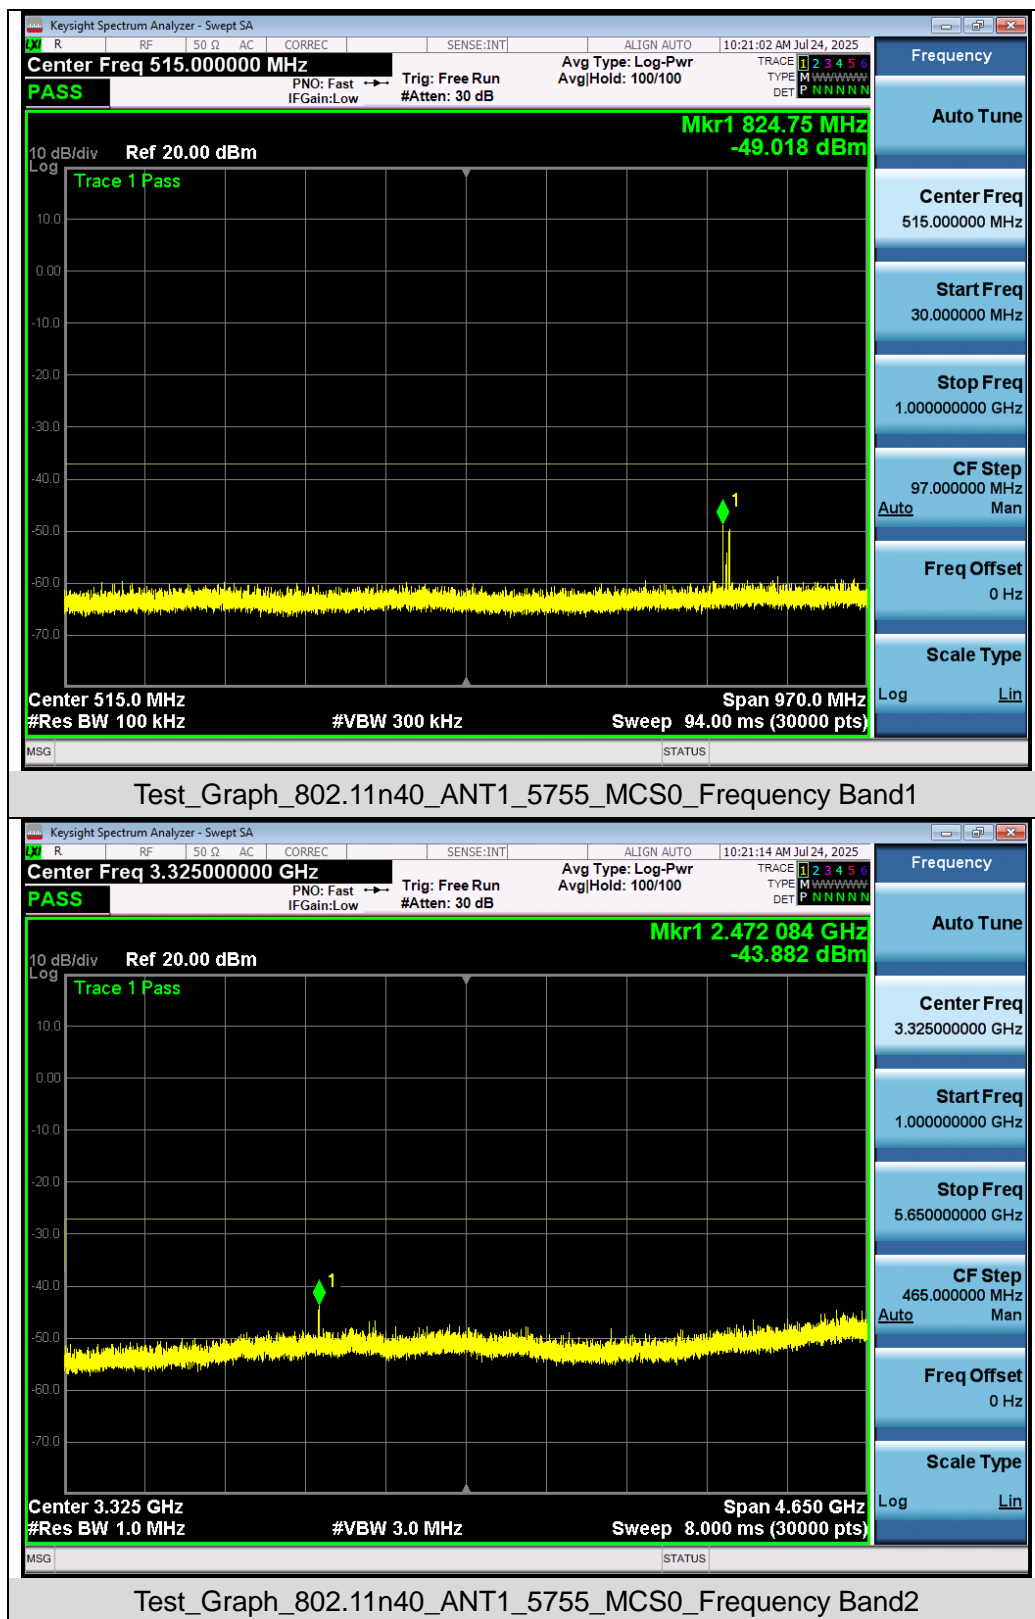 Keysight Spectrum Analyzer - Swept SA
LXI R RF 50 Ω AC CORREC SENSE:INT ALIGN AUTO 10:21:02 AM Jul 24, 2025
Center Freq 515.000000 MHz
PASS
PNO: Fast
IFGain:Low
Trig: Free Run
#Atten: 30 dB
Avg Type: Log-Pwr
Avg|Hold: 100/100
TRACE 1 2 3 4 5 6
TYPE M WWWWW
DET P N N N N N
Mkr1 824.75 MHz
-49.018 dBm
10 dB/div
Log
Ref 20.00 dBm
Trace 1 Pass
10.0
0.00
-10.0
-20.0
-30.0
-40.0
-50.0
-60.0
-70.0
1
Center 515.0 MHz
Span 970.0 MHz
#Res BW 100 kHz
#VBW 300 kHz
Sweep 94.00 ms (30000 pts)
MSG
STATUS
Frequency
Auto Tune
Center Freq
515.000000 MHz
Start Freq
30.000000 MHz
Stop Freq
1.000000000 GHz
CF Step
97.000000 MHz
Auto Man
Freq Offset
0 Hz
Scale Type
Log Lin
Test_Graph_802.11n40_ANT1_5755_MCS0_Frequency Band1
Keysight Spectrum Analyzer - Swept SA
LXI R RF 50 Ω AC CORREC SENSE:INT ALIGN AUTO 10:21:14 AM Jul 24, 2025
Center Freq 3.325000000 GHz
PASS
PNO: Fast
IFGain:Low
Trig: Free Run
#Atten: 30 dB
Avg Type: Log-Pwr
Avg|Hold: 100/100
TRACE 1 2 3 4 5 6
TYPE M WWWWW
DET P N N N N N
Mkr1 2.472 084 GHz
-43.882 dBm
10 dB/div
Log
Ref 20.00 dBm
Trace 1 Pass
10.0
0.00
-10.0
-20.0
-30.0
-40.0
-50.0
-60.0
-70.0
1
Center 3.325 GHz
Span 4.650 GHz
#Res BW 1.0 MHz
#VBW 3.0 MHz
Sweep 8.000 ms (30000 pts)
MSG
STATUS
Frequency
Auto Tune
Center Freq
3.325000000 GHz
Start Freq
1.000000000 GHz
Stop Freq
5.650000000 GHz
CF Step
465.000000 MHz
Auto Man
Freq Offset
0 Hz
Scale Type
Log Lin
Test_Graph_802.11n40_ANT1_5755_MCS0_Frequency Band2